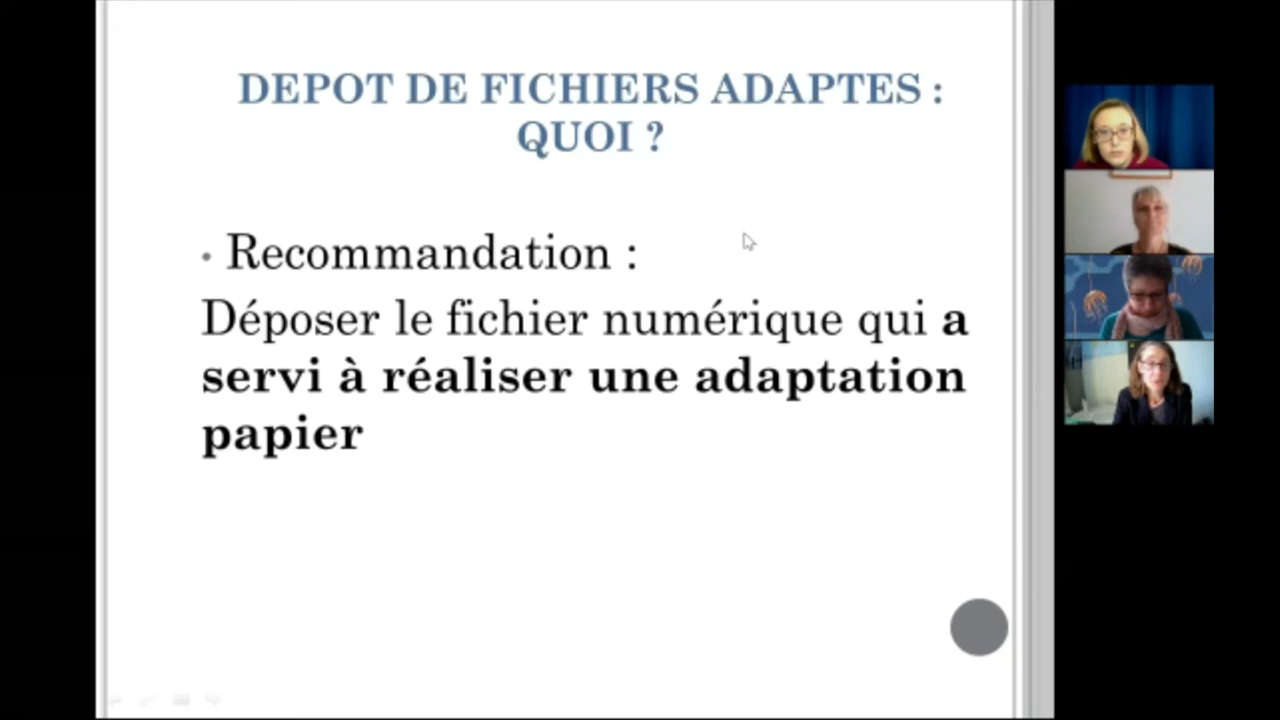 DEPOT DE FICHIERS ADAPTES :
QUOI ?
• Recommandation :
Déposer le fichier numérique qui a
servi à réaliser une adaptation
papier